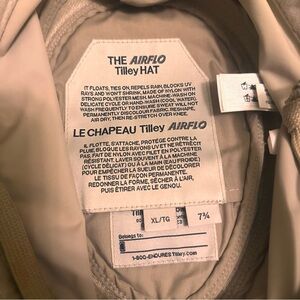 THE AIRFLO
Tilley HAT
IT FLOATS, TIES ON, REPELS RAIN, BLOCKS UV
RAYS AND WON'T SHRINK. MADE OF NYLON WITH
STRONG POLYESTER MESH. MACHINE-WASH ON
DELICATE CYCLE OR HAND-WASH (COOL WATER)
FREQUENTLY TO ENSURE SWEAT WILL NOT
PERMANENTLY DISCOLOUR FABRIC. RESHAPE,
AIR DRY, THEN RE-STRETCH OVER KNEE.
LE CHAPEAU Tilley AIRFLO
IL FLOTTE, S'ATTACHE, PROTÈGE CONTRE LA
PLUIE, BLOQUE LES RAYONS UV ET NE RÉTRÉCIT
PAS. FAIT DE NYLON AVEC FILET EN POLYESTER
RÉSISTANT. LAVER SOUVENT À LA MACHINE
(CYCLE DÉLICAT) OU À LA MAIN (EAU FROIDE)
POUR EMPÊCHER LA SUEUR DE DÉCOLORER
LE TISSU DE FAÇON PERMANENTE.
REDONNER LA FORME, SÈCHER À L'AIR,
PUIS ÉTIRER AVEC LE GENOU.
XL/TG
7¾
Belongs to:
1-800-ENDURES Tilley.com